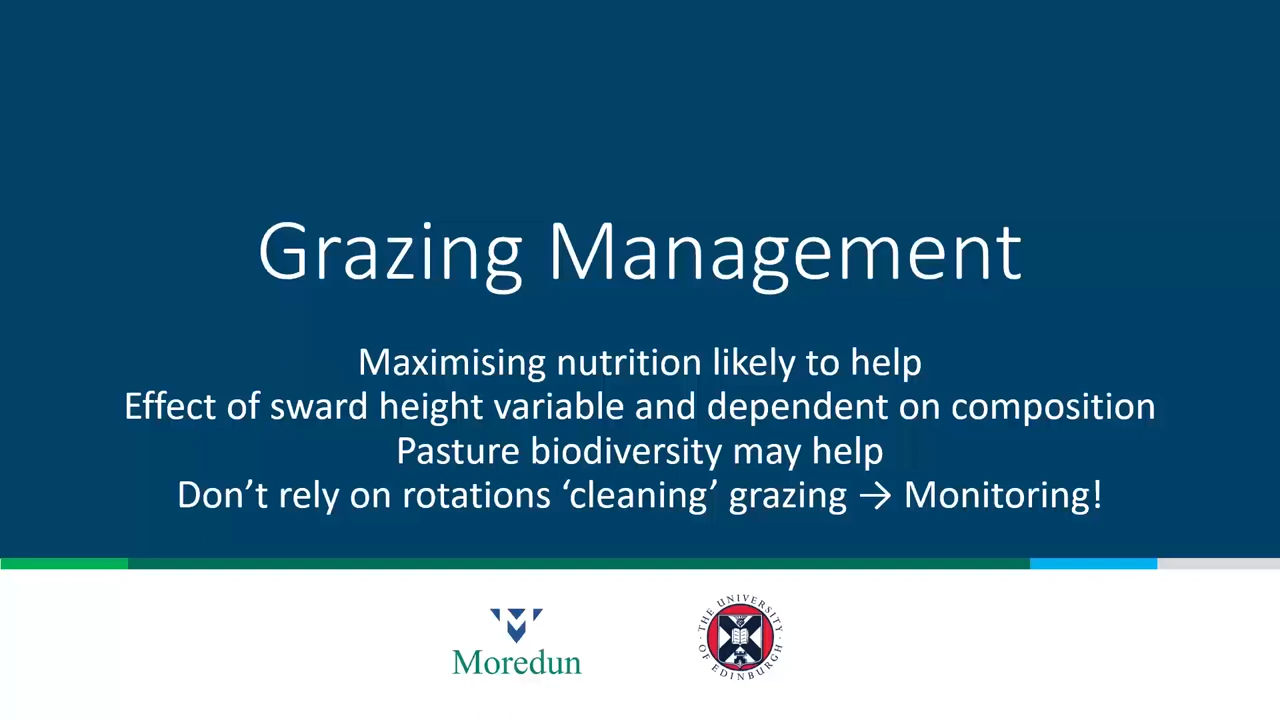 Grazing Management
Maximising nutrition likely to help
Effect of sward height variable and dependent on composition
Pasture biodiversity may help
Don’t rely on rotations ‘cleaning’ grazing → Monitoring!
Moredun
THE UNIVERSITY OF EDINBURGH